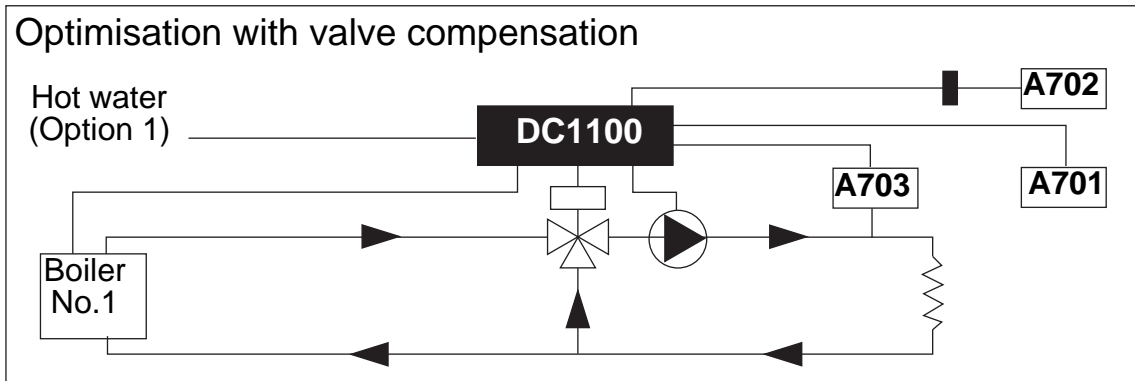 Optimisation with valve compensation
Hot water
(Option 1)
DC1100
A702
A703
A701
Boiler
No.1